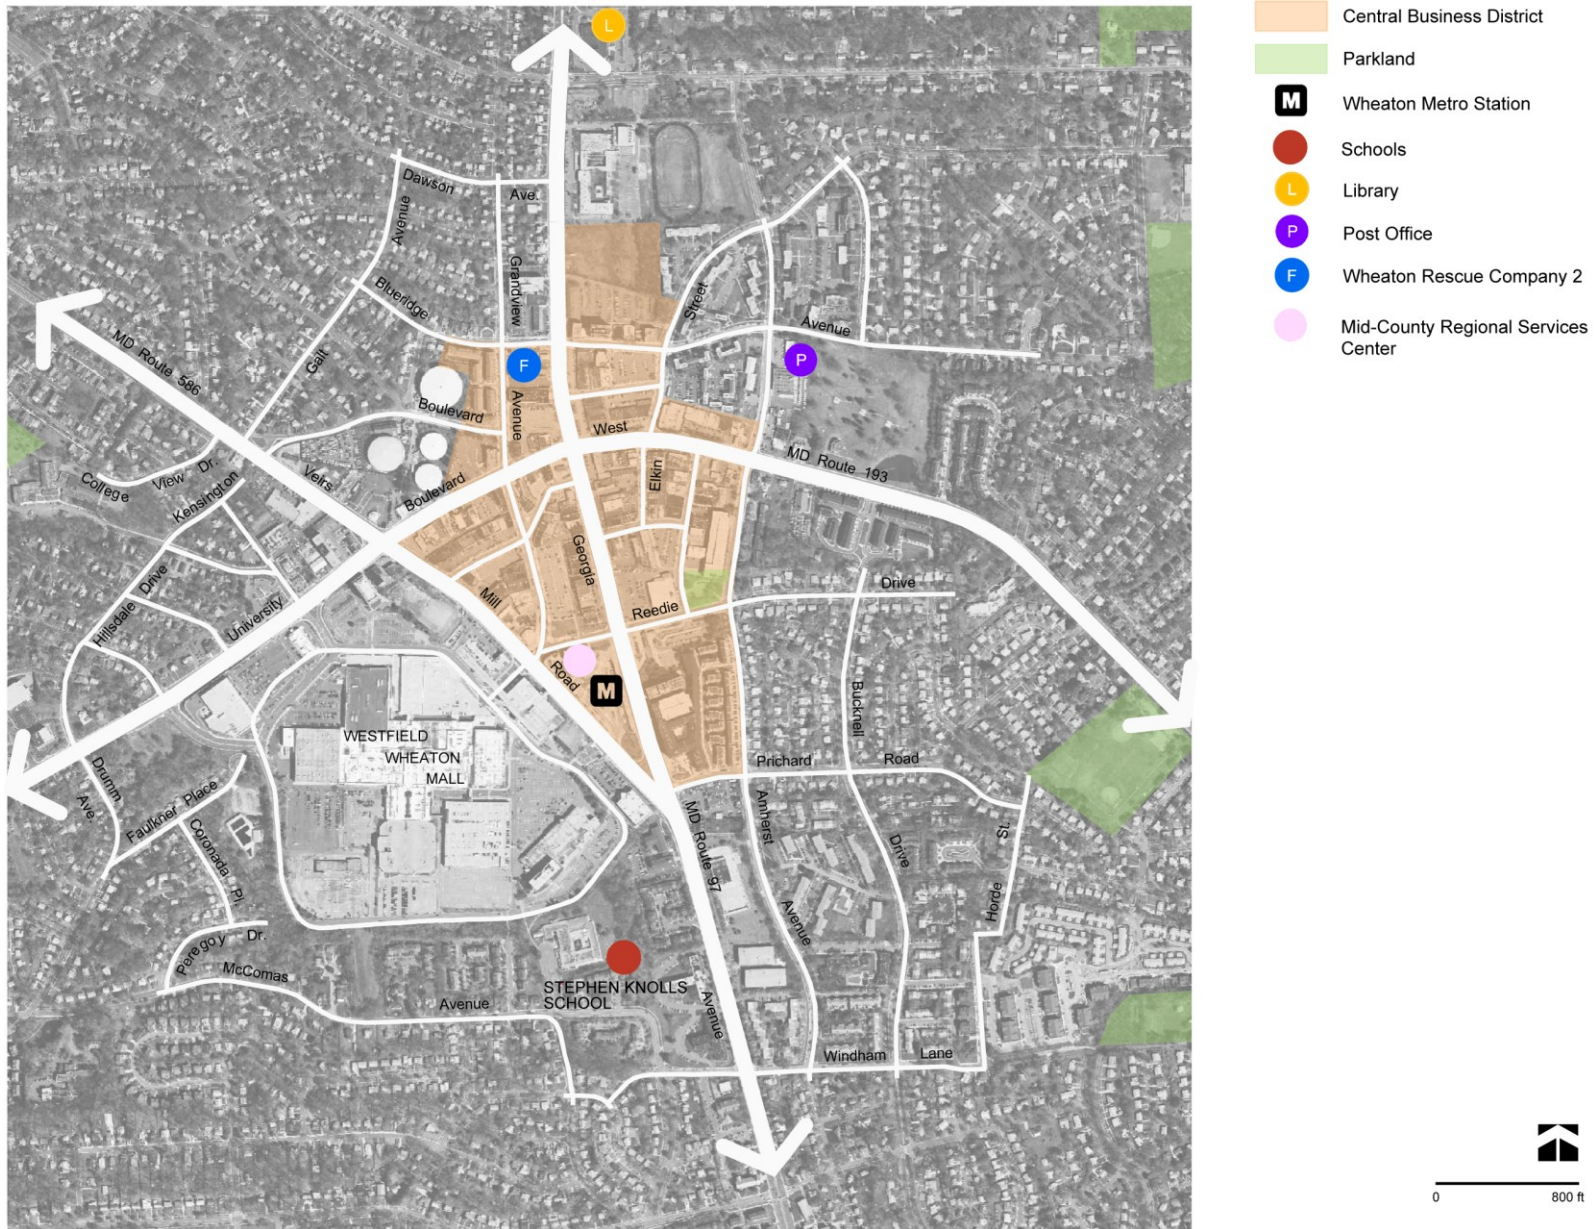 L
Central Business District
Parkland
M
Wheaton Metro Station
Schools
L
Library
P
Post Office
F
Wheaton Rescue Company 2
Mid-County Regional Services
Center
Dawson
Ave.
Avenue
Grandview
Blueridge
Street
Avenue
MD Route 586
Galt
F
P
Avenue
Boulevard
West
MD Route 193
View Dr.
College
Kensington
Veirs
Boulevard
Elkin
Georgia
Drive
Mill
Drive
Hillsdale
University
Reedie
Road
M
Bucknell
WESTFIELD
WHEATON
MALL
Prichard
Road
Drumm
Ave.
Faulkner Place
Coronada Pl.
MD Route 97
Amherst
Drive
St.
Horde
Avenue
Peregoy Dr.
McComas
Avenue
STEPHEN KNOLLS
SCHOOL
Avenue
Windham
Lane
0
800 ft